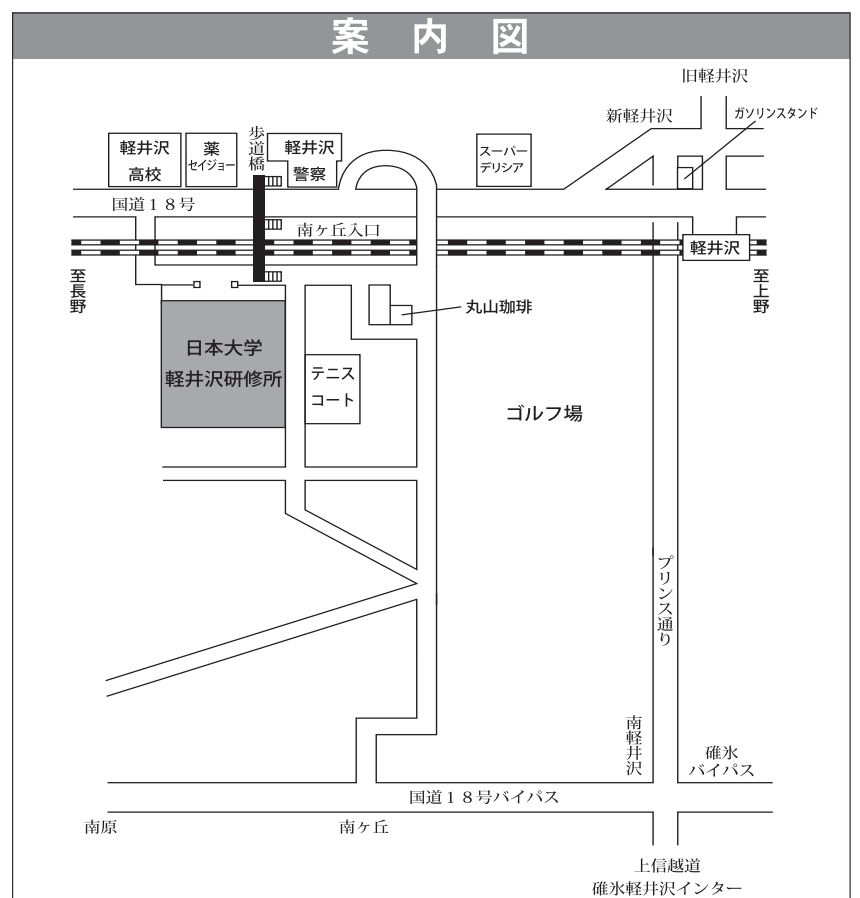 案内図
旧軽井沢
新軽井沢
ガソリンスタンド
軽井沢
高校
薬
セイジョー
歩道橋
軽井沢
警察
スーパー
デリシア
国道18号
南ヶ丘入口
軽井沢
至長野
至上野
丸山珈琲
日本大学
軽井沢研修所
テニス
コート
ゴルフ場
プリンス通り
南軽井沢
碓氷
バイパス
国道18号バイパス
南原
南ヶ丘
上信越道
碓氷軽井沢インター